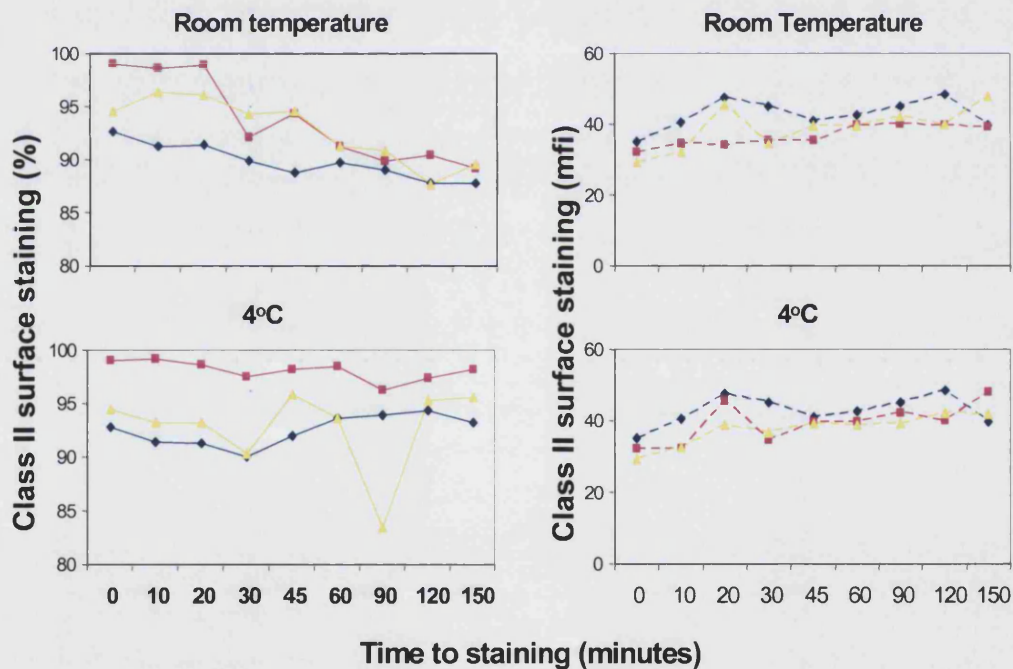 Room temperature
Class II surface staining (%)
100
95
90
85
80
4°C
100
95
90
85
80
0 10 20 30 45 60 90 120 150
Room Temperature
Class II surface staining (mfi)
60
40
20
0
4°C
60
40
20
0
0 10 20 30 45 60 90 120 150
Time to staining (minutes)